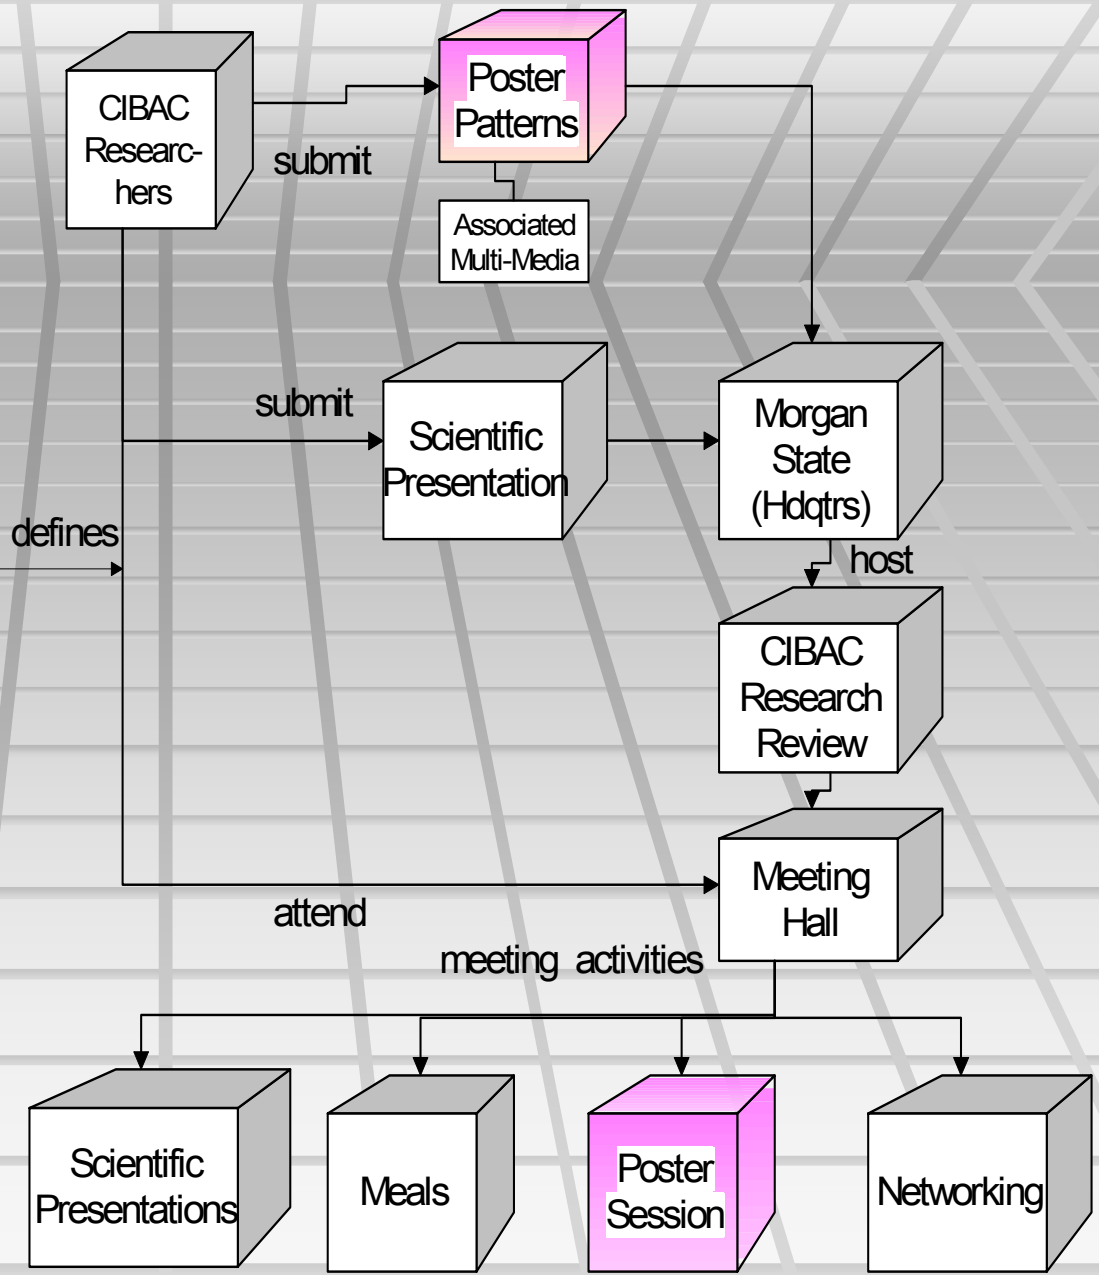 CIBAC
Researc-
hers
submit
Poster
Patterns
Associated
Multi-Media
submit
Scientific
Presentation
Morgan
State
(Hdqtrs)
defines
host
CIBAC
Research
Review
attend
Meeting
Hall
meeting activities
Scientific
Presentations
Meals
Poster
Session
Networking